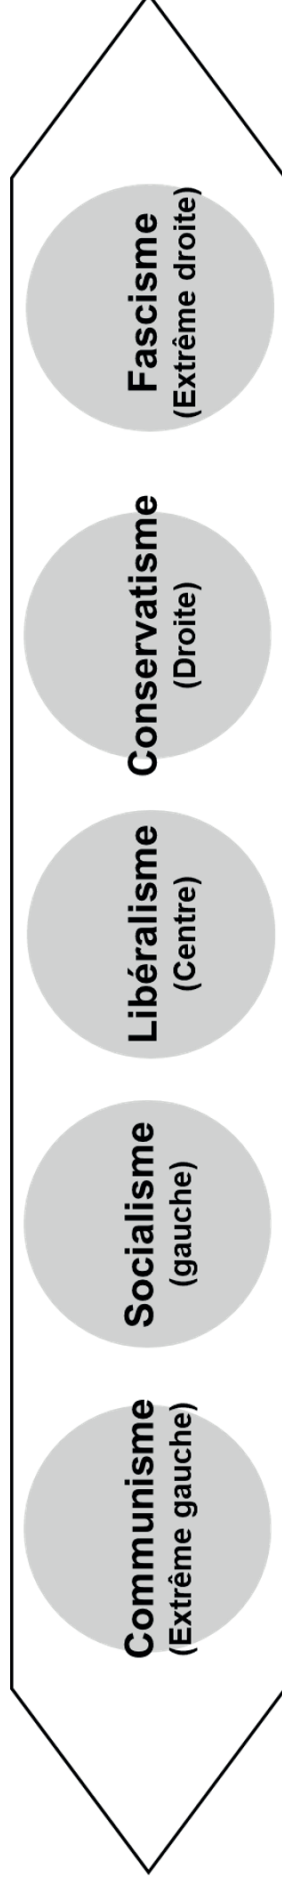 Communisme
(Extrême gauche)
Socialisme
(gauche)
Libéralisme
(Centre)
Conservatisme
(Droite)
Fascisme
(Extrême droite)